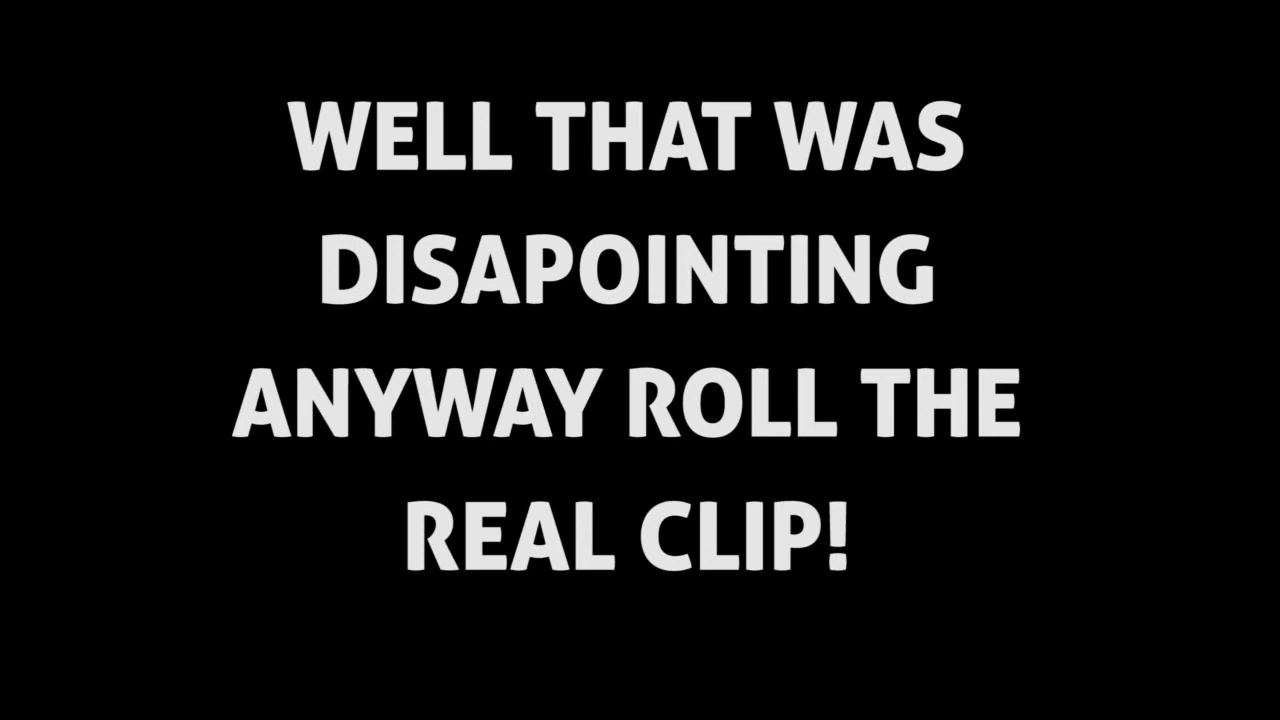 WELL THAT WAS
DISAPOINTING
ANYWAY ROLL THE
REAL CLIP!